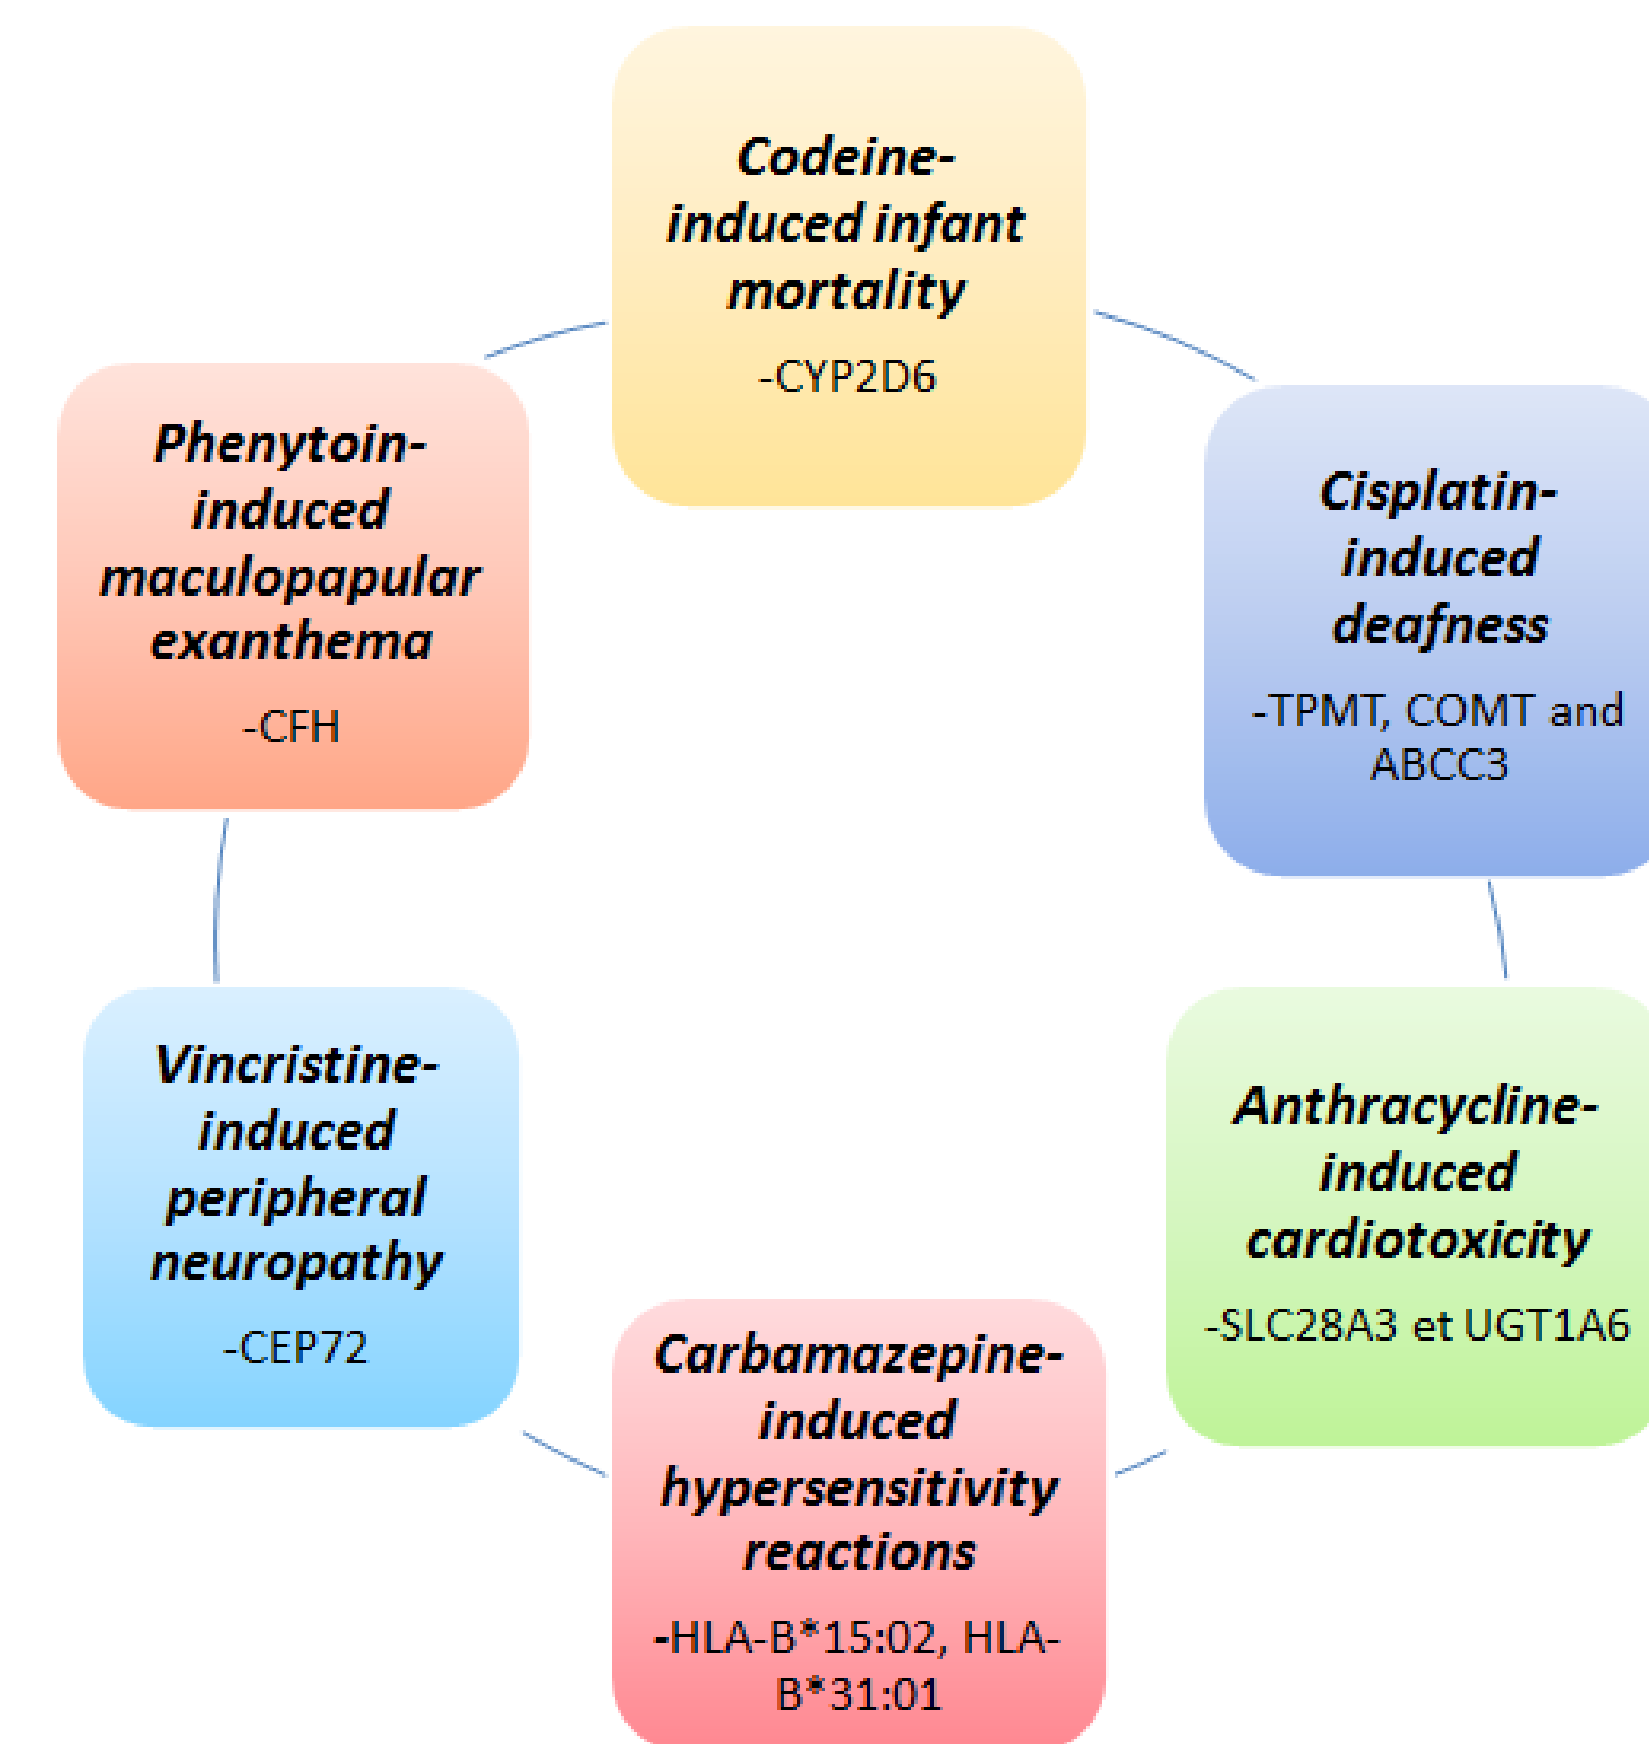 Codeine-
induced infant
mortality
-CYP2D6
Cisplatin-
induced
deafness
-TPMT, COMT and
ABCC3
Anthracycline-
induced
cardiotoxicity
-SLC28A3 et UGT1A6
Carbamazepine-
induced
hypersensitivity
reactions
-HLA-B*15:02, HLA-
B*31:01
Vincristine-
induced
peripheral
neuropathy
-CEP72
Phenytoin-
induced
maculopapular
exanthema
-CFH